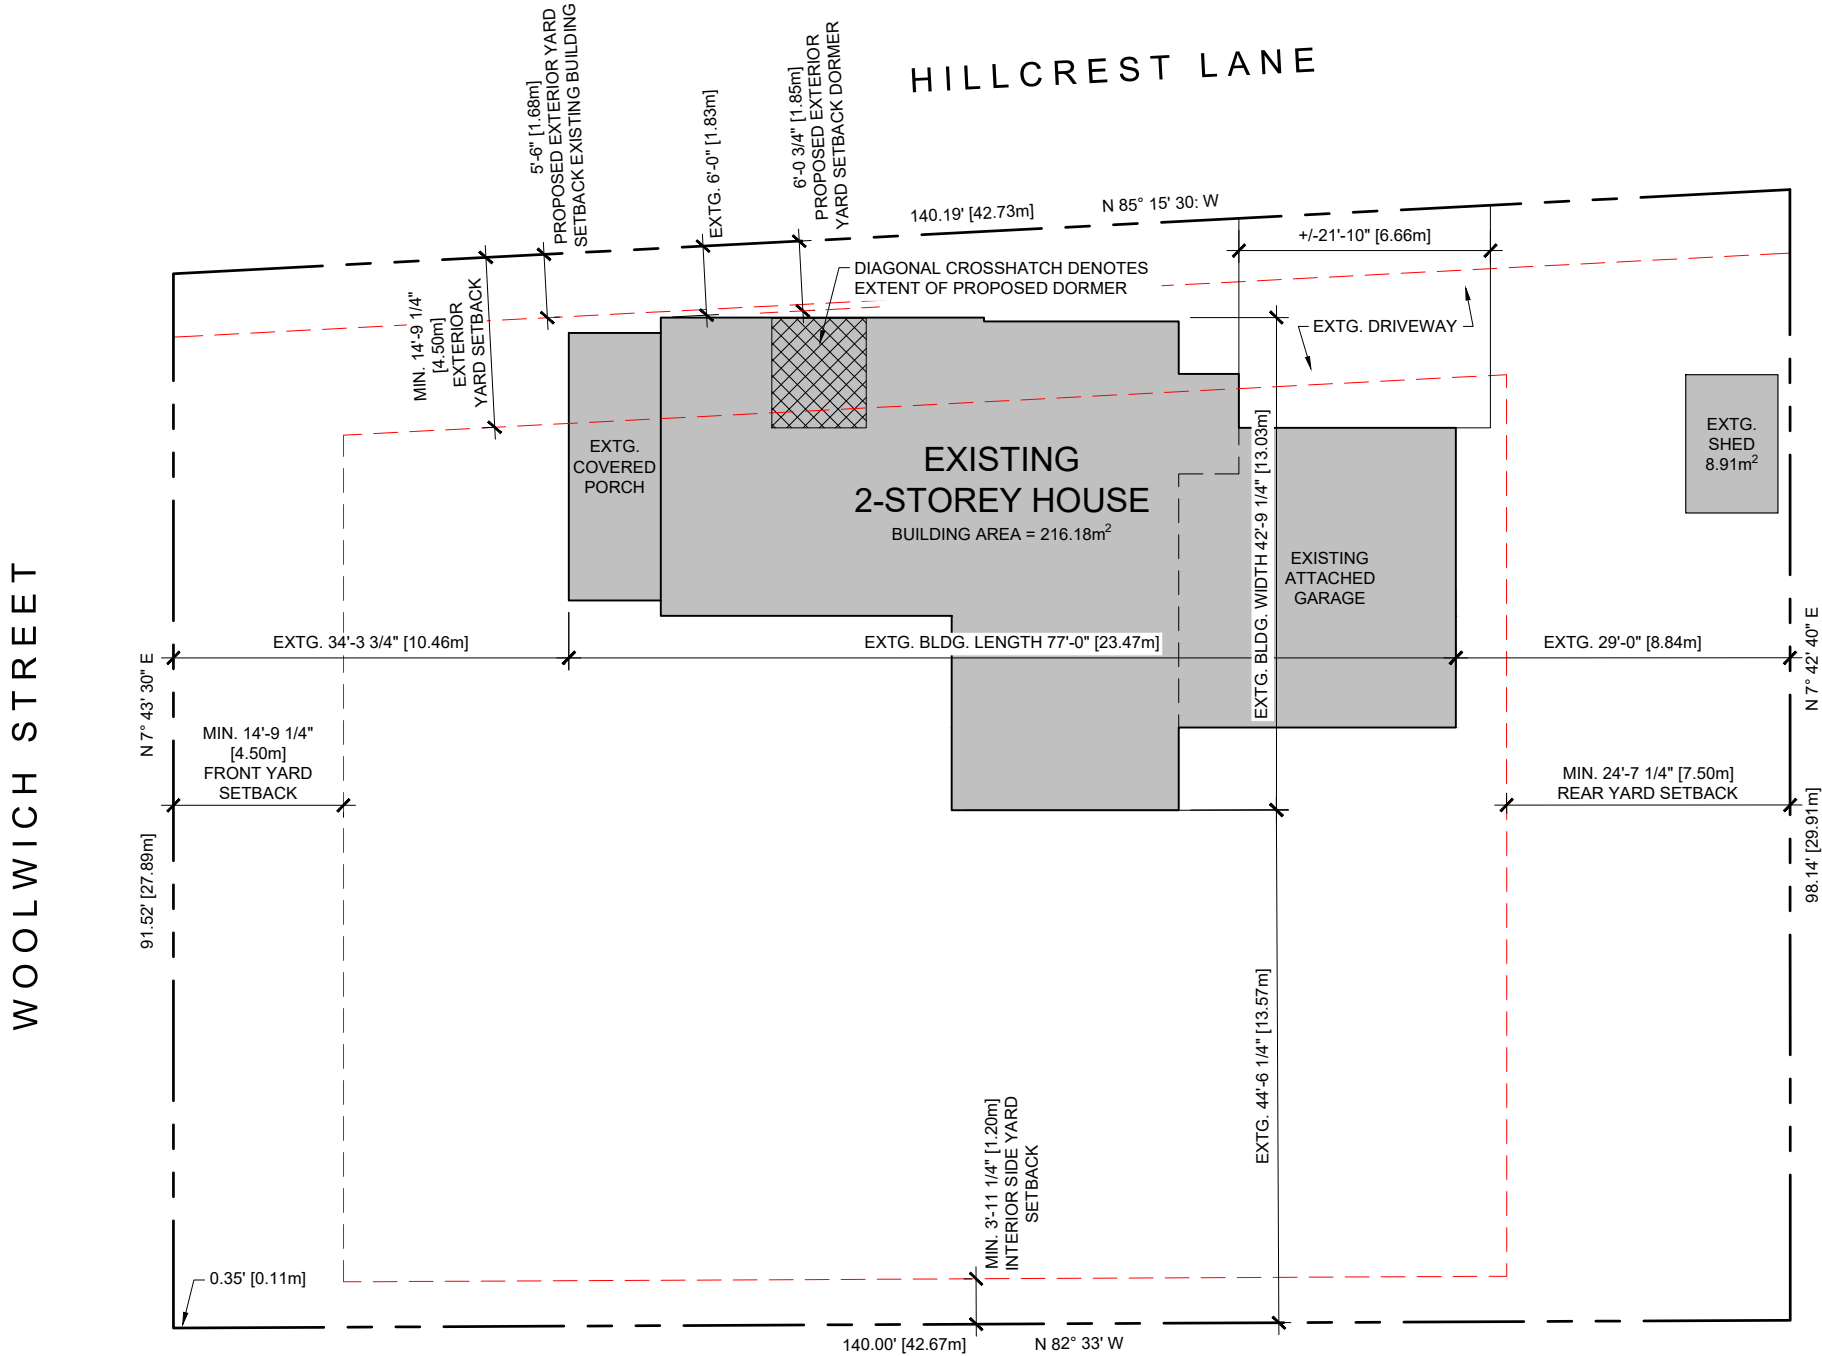 HILLCREST LANE
5'-6" [1.68m]
PROPOSED EXTERIOR YARD
SETBACK EXISTING BUILDING
EXTG. 6'-0" [1.83m]
6'-0 3/4" [1.85m]
PROPOSED EXTERIOR
YARD SETBACK DORMER
140.19' [42.73m]
N 85° 15' 30: W
+/-21'-10" [6.66m]
DIAGONAL CROSSHATCH DENOTES
EXTENT OF PROPOSED DORMER
MIN. 14'-9 1/4"
[4.50m]
EXTERIOR
YARD SETBACK
EXTG. DRIVEWAY
EXTG.
COVERED
PORCH
EXISTING
2-STOREY HOUSE
BUILDING AREA = 216.18m²
EXTG. BLDG. WIDTH 42'-9 1/4" [13.03m]
EXISTING
ATTACHED
GARAGE
EXTG.
SHED
8.91m²
WOOLWICH STREET
EXTG. 34'-3 3/4" [10.46m]
EXTG. BLDG. LENGTH 77'-0" [23.47m]
EXTG. 29'-0" [8.84m]
N 7° 43' 30" E
N 7° 42' 40" E
MIN. 14'-9 1/4"
[4.50m]
FRONT YARD
SETBACK
MIN. 24'-7 1/4" [7.50m]
REAR YARD SETBACK
91.52' [27.89m]
98.14' [29.91m]
EXTG. 44'-6 1/4" [13.57m]
MIN. 3'-11 1/4" [1.20m]
INTERIOR SIDE YARD
SETBACK
0.35' [0.11m]
140.00' [42.67m]
N 82° 33' W